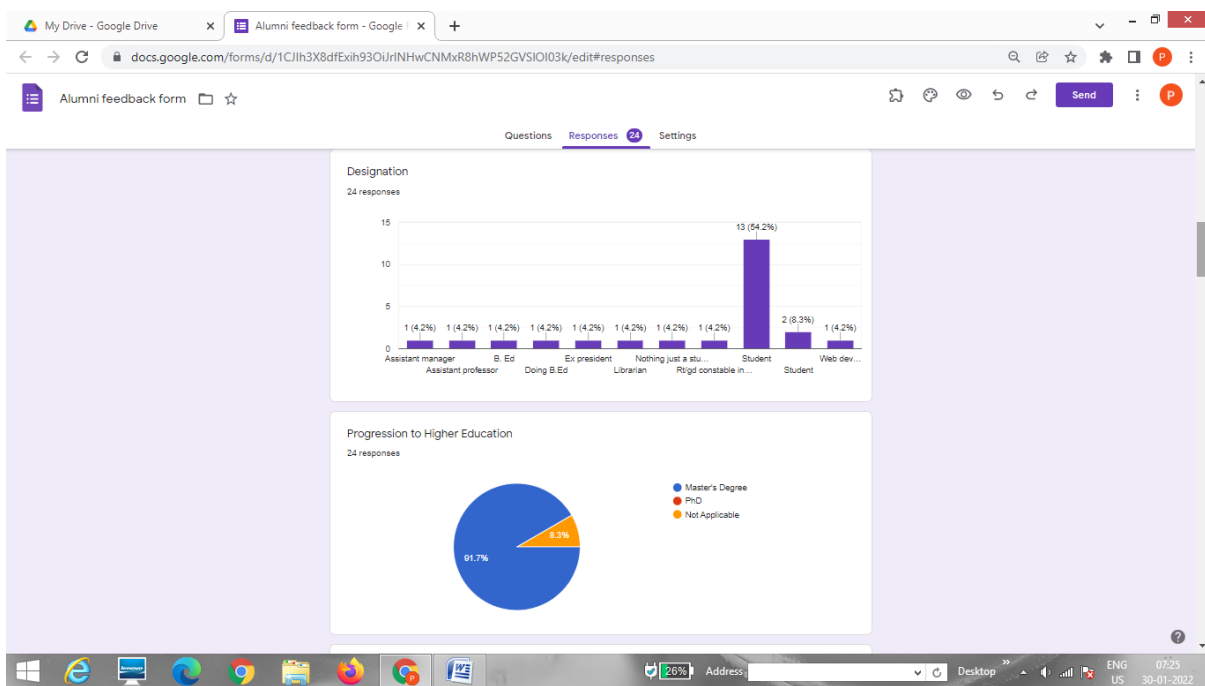 My Drive - Google Drive
Alumni feedback form - Google F
docs.google.com/forms/d/1CJIh3X8dfExih93OiJrINHwCNMxR8hWP52GVSIOI03k/edit#responses
P
Alumni feedback form
Send
P
Questions Responses 24 Settings
Designation
24 responses
15
10
5
0
13 (54.2%)
2 (8.3%)
1 (4.2%) 1 (4.2%) 1 (4.2%) 1 (4.2%) 1 (4.2%) 1 (4.2%) 1 (4.2%) 1 (4.2%) 1 (4.2%)
Assistant manager B. Ed Ex president Nothing just a stu... Student Web dev...
Assistant professor Doing B.Ed Librarian Rt/gd constable in... Student
Progression to Higher Education
24 responses
Master's Degree
PhD
Not Applicable
8.3%
91.7%
26% Address Desktop ENG 07:25
US 30-01-2022